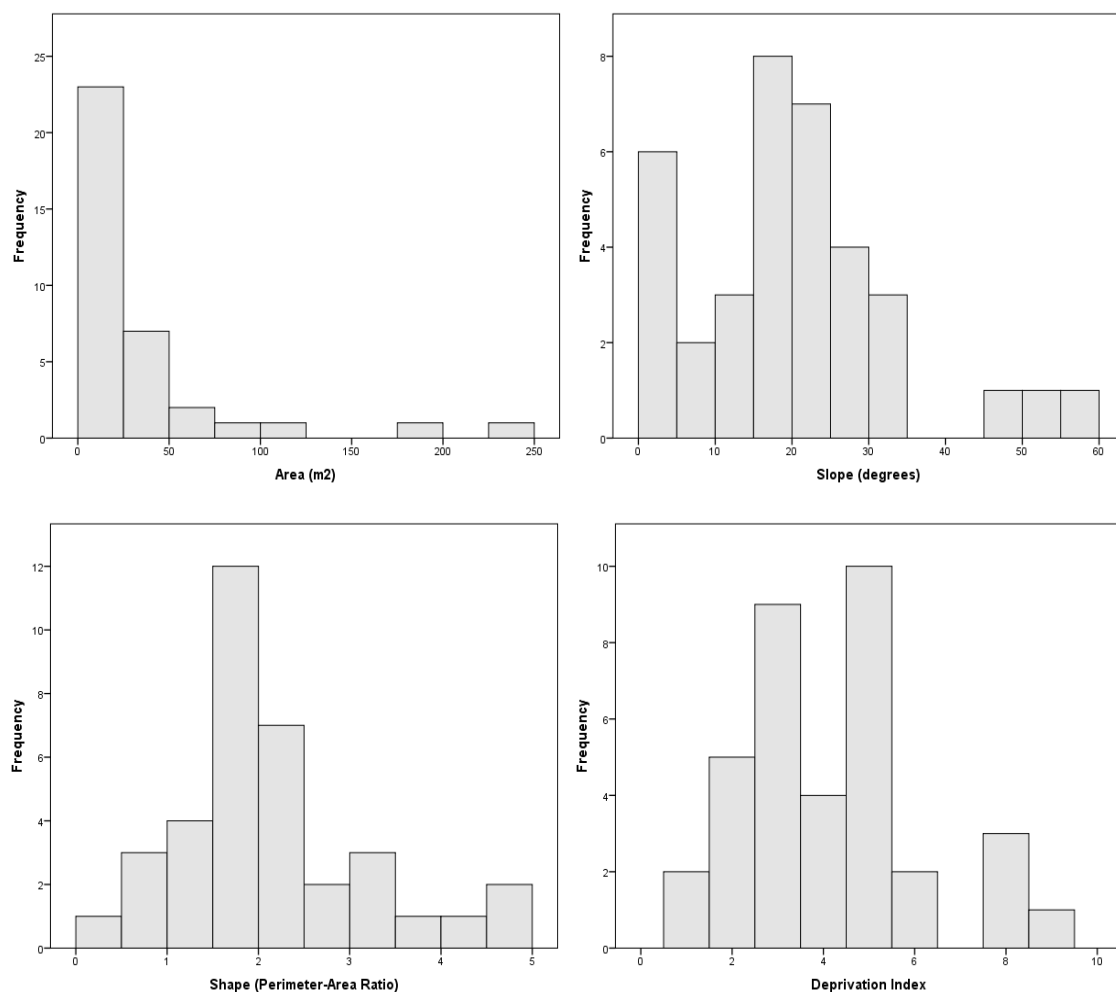 25
20
15
10
5
0
Frequency
0 50 100 150 200 250
Area (m2)
8
6
4
2
0
Frequency
0 10 20 30 40 50 60
Slope (degrees)
12
10
8
6
4
2
0
Frequency
0 1 2 3 4 5
Shape (Perimeter-Area Ratio)
10
8
6
4
2
0
Frequency
0 2 4 6 8 10
Deprivation Index